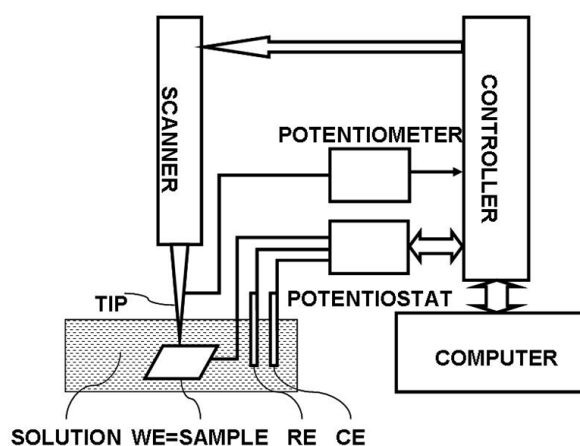 SCANNER
CONTROLLER
POTENTIOMETER
TIP
POTENTIOSTAT
COMPUTER
SOLUTION WE=SAMPLE RE CE